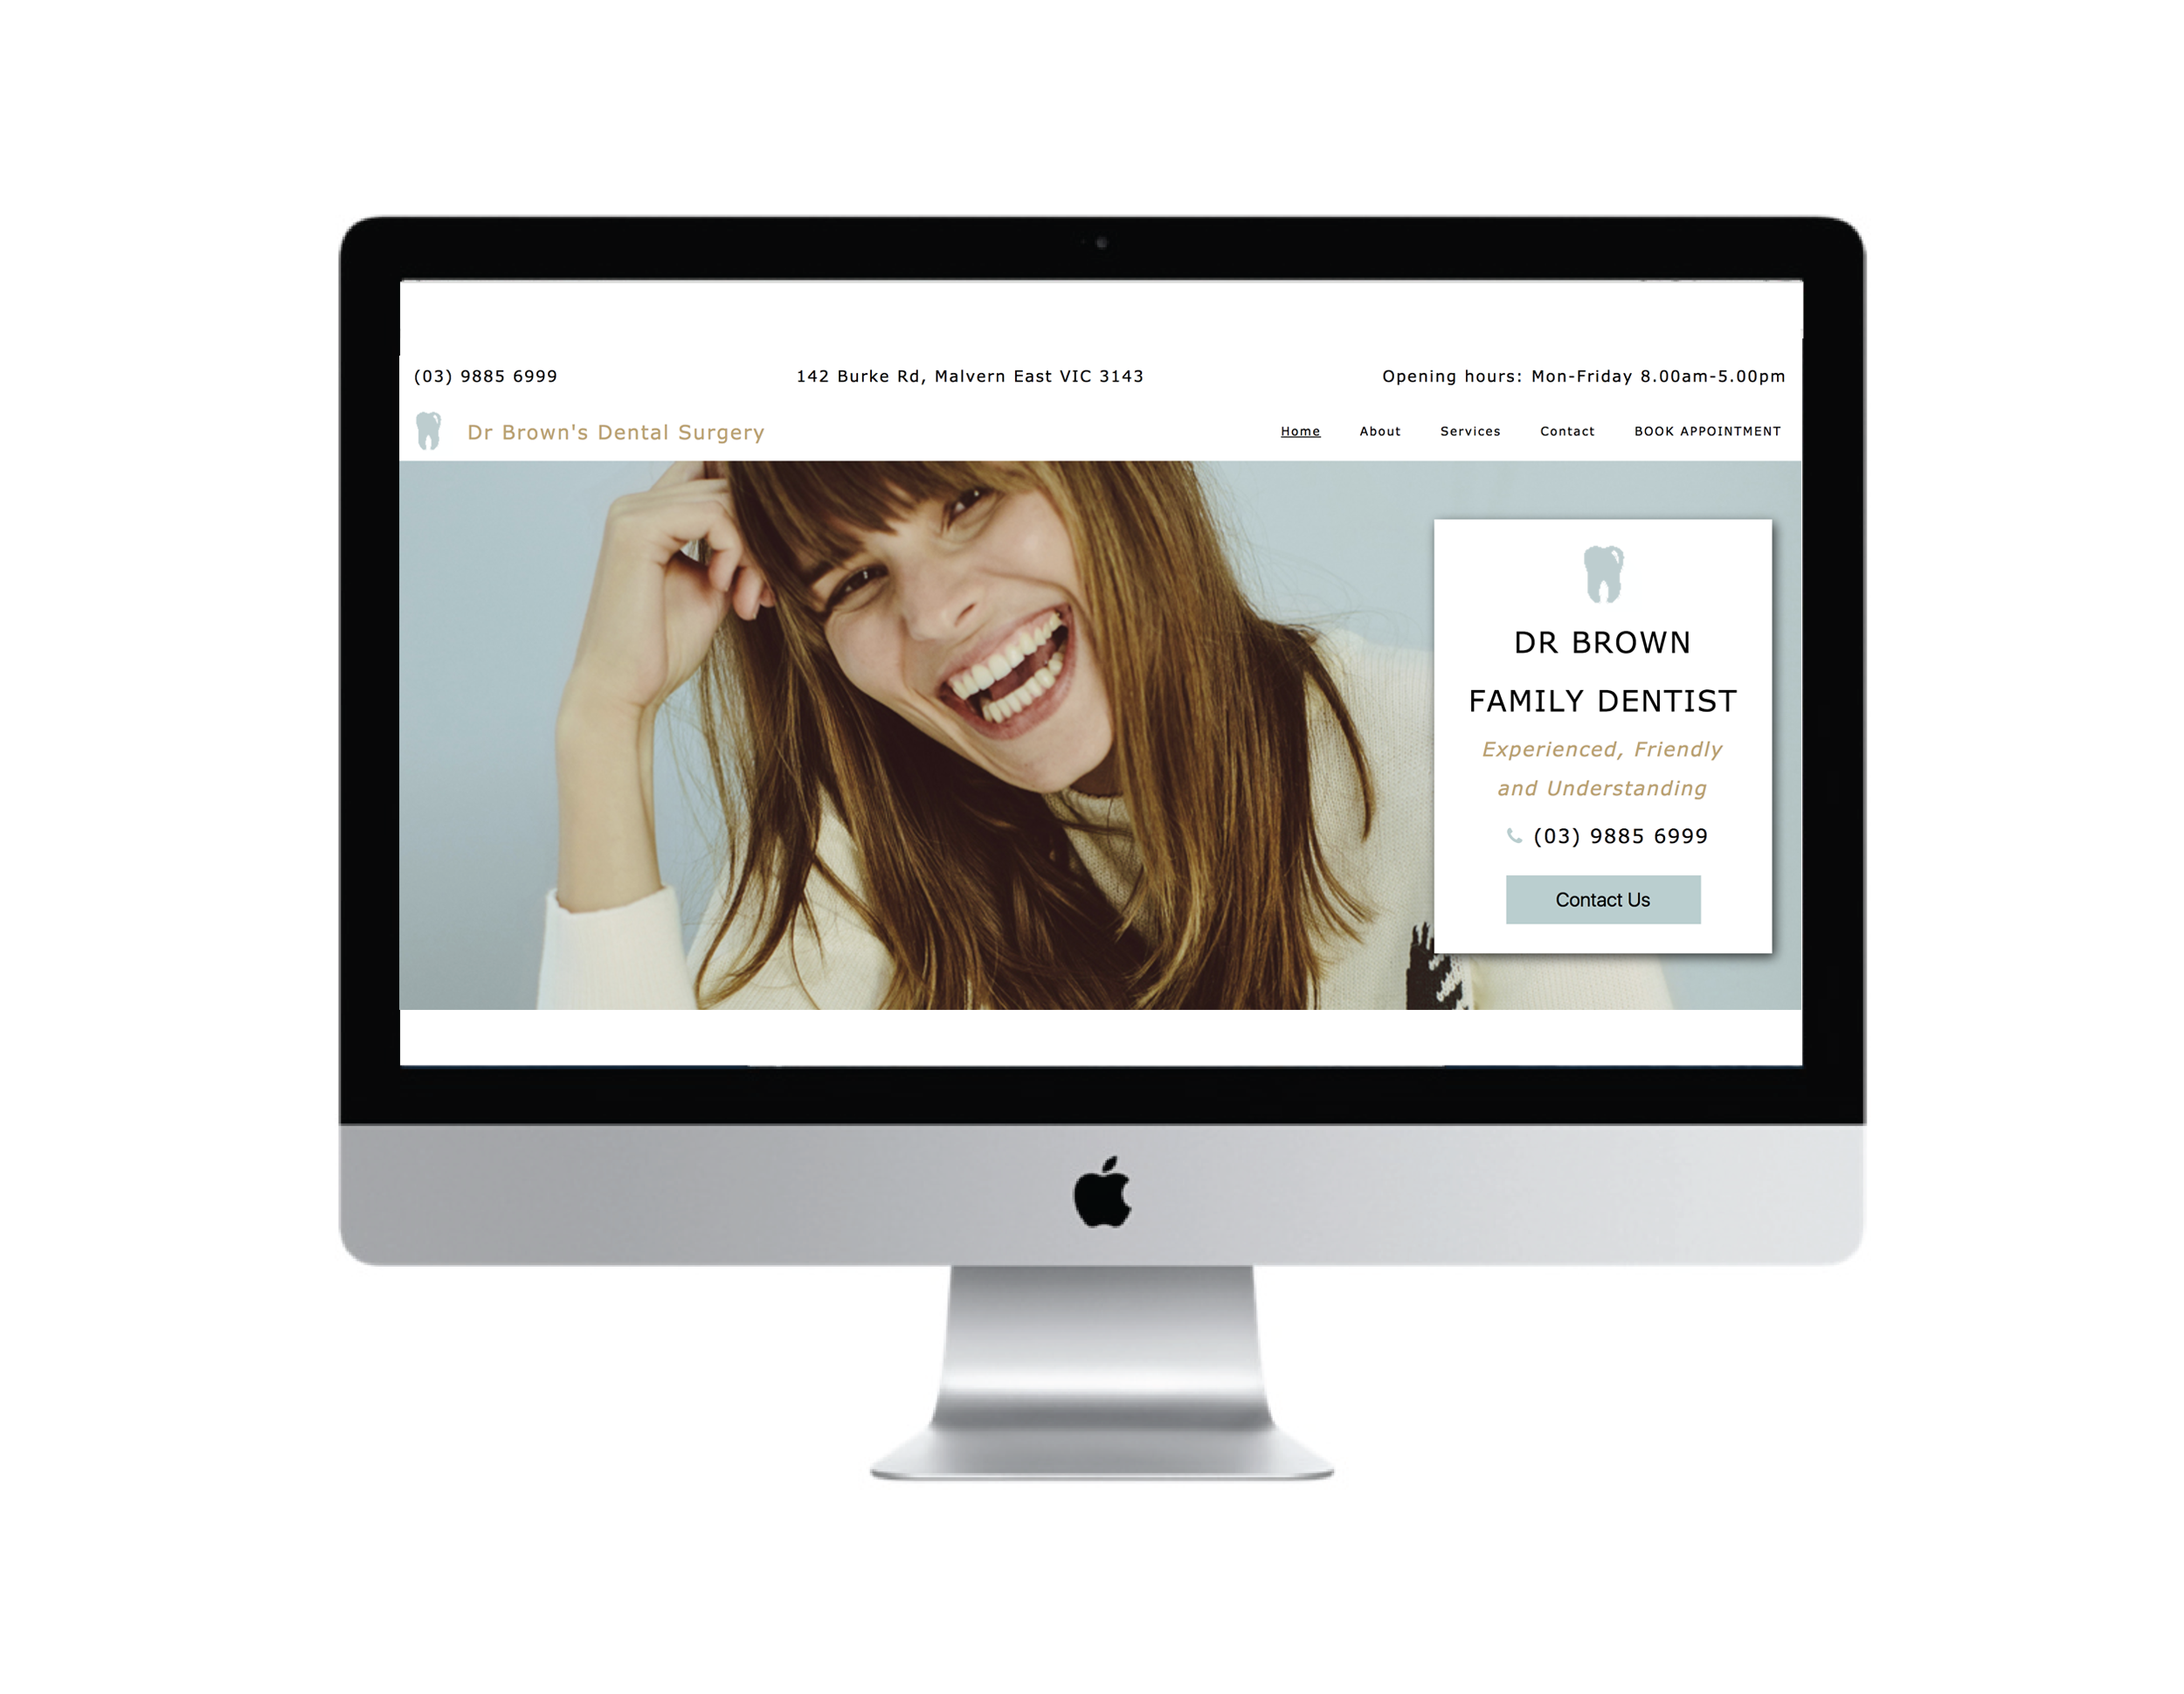 (03) 9885 6999
142 Burke Rd, Malvern East VIC 3143
Opening hours: Mon-Friday 8.00am-5.00pm
Dr Brown's Dental Surgery
Home
About
Services
Contact
BOOK APPOINTMENT
DR BROWN
FAMILY DENTIST
Experienced, Friendly
and Understanding
(03) 9885 6999
Contact Us